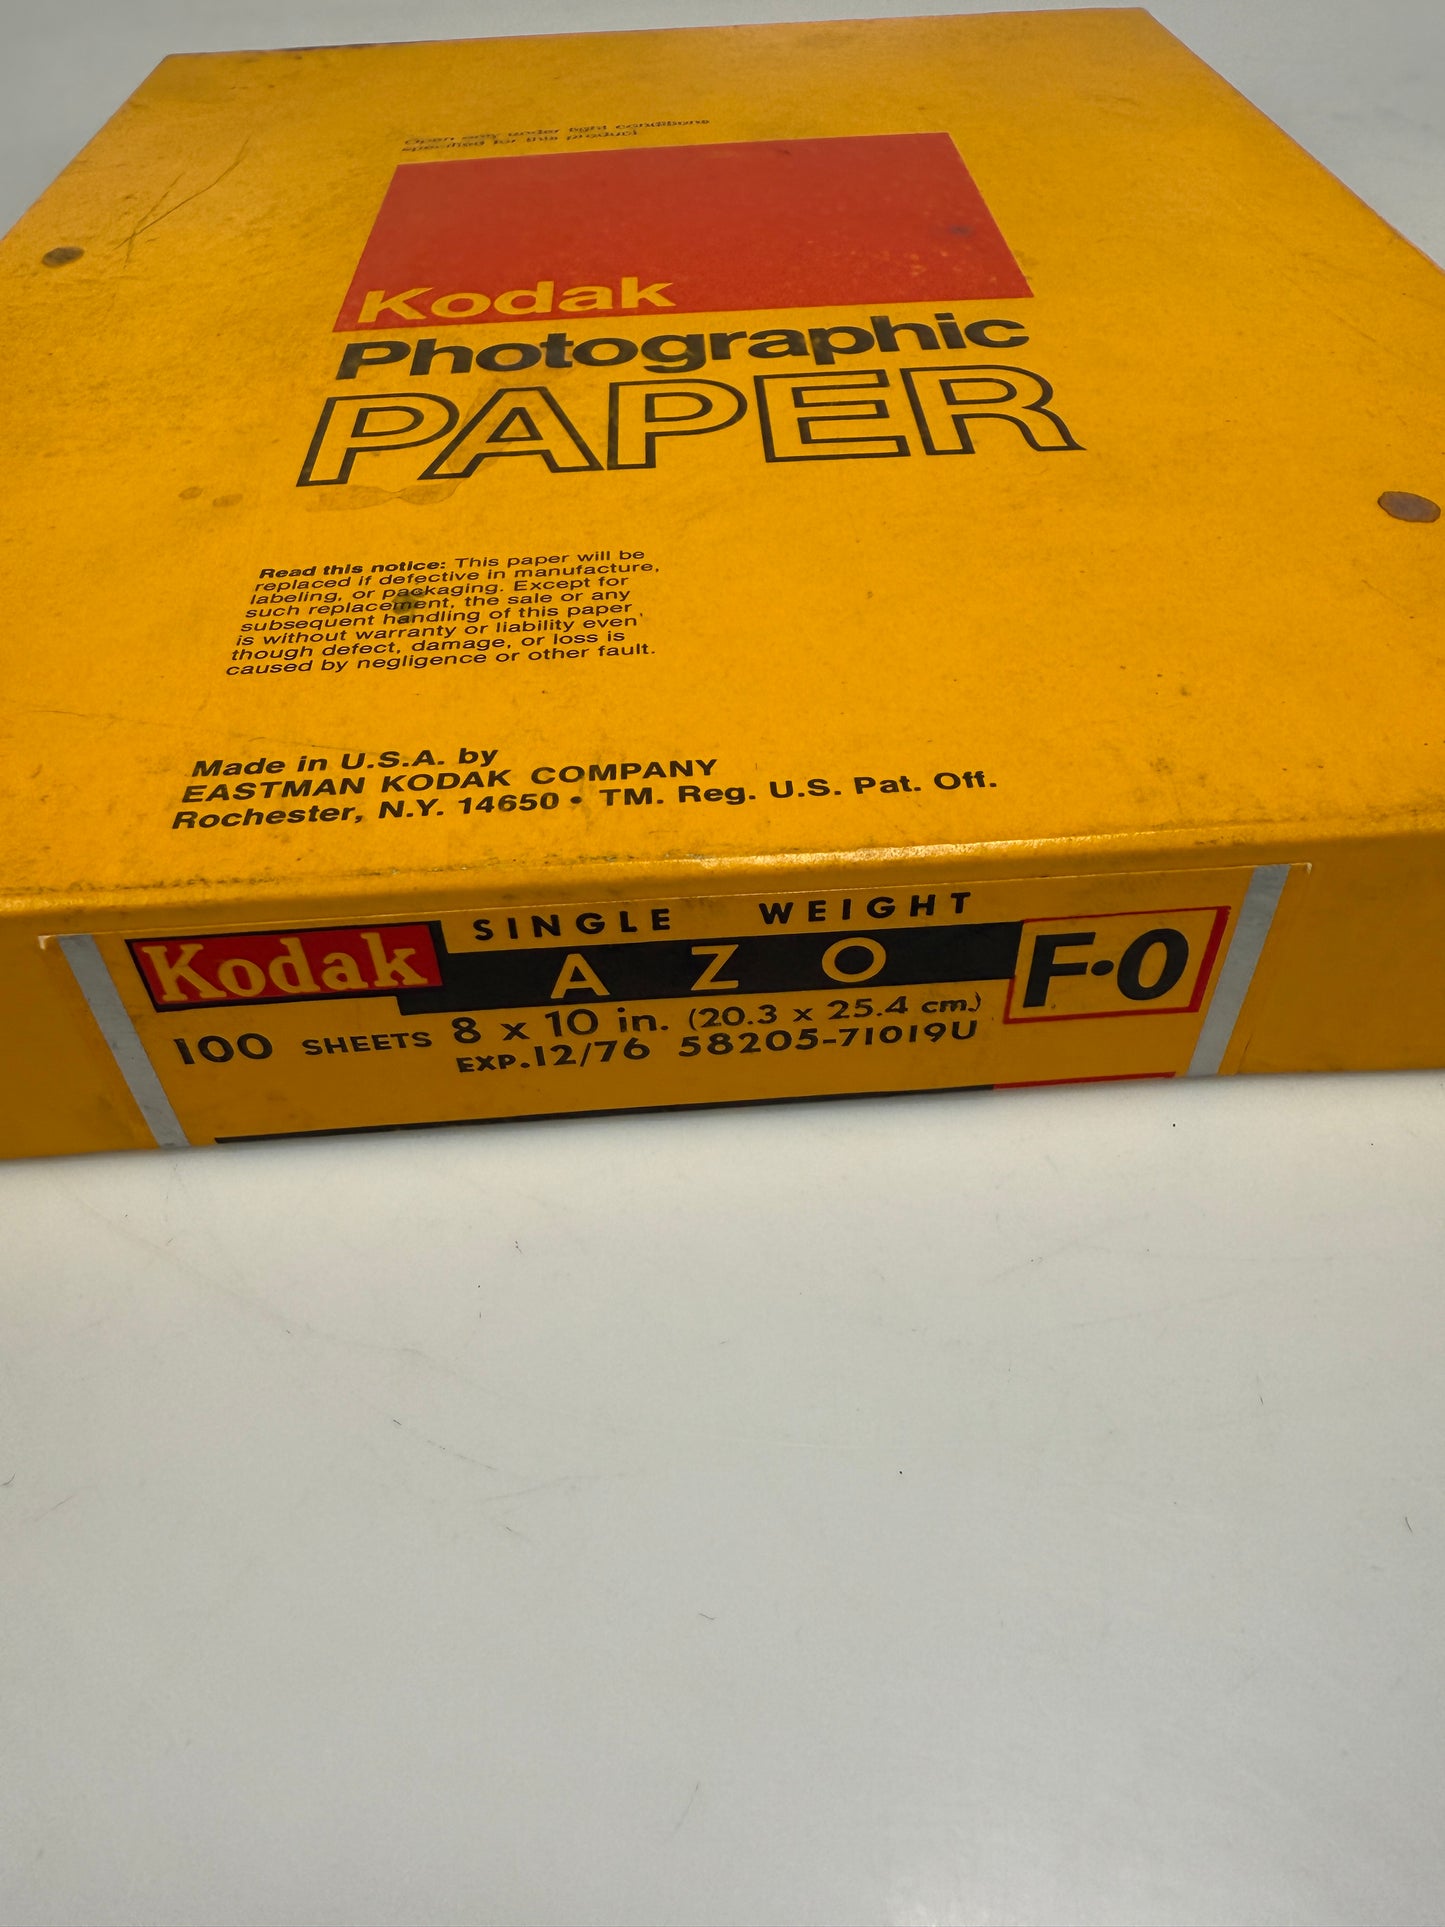 Open only under light conditions
specified for this product
Kodak
Photographic
PAPER
Read this notice: This paper will be
replaced if defective in manufacture,
labeling, or packaging. Except for
such replacement, the sale or any
subsequent handling of this paper
is without warranty or liability even
though defect, damage, or loss is
caused by negligence or other fault.
Made in U.S.A. by
EASTMAN KODAK COMPANY
Rochester, N.Y. 14650 • TM. Reg. U.S. Pat. Off.
SINGLE WEIGHT
Kodak AZO F•0
100 SHEETS 8 x 10 in. (20.3 x 25.4 cm.)
EXP. 12/76 58205-71019U